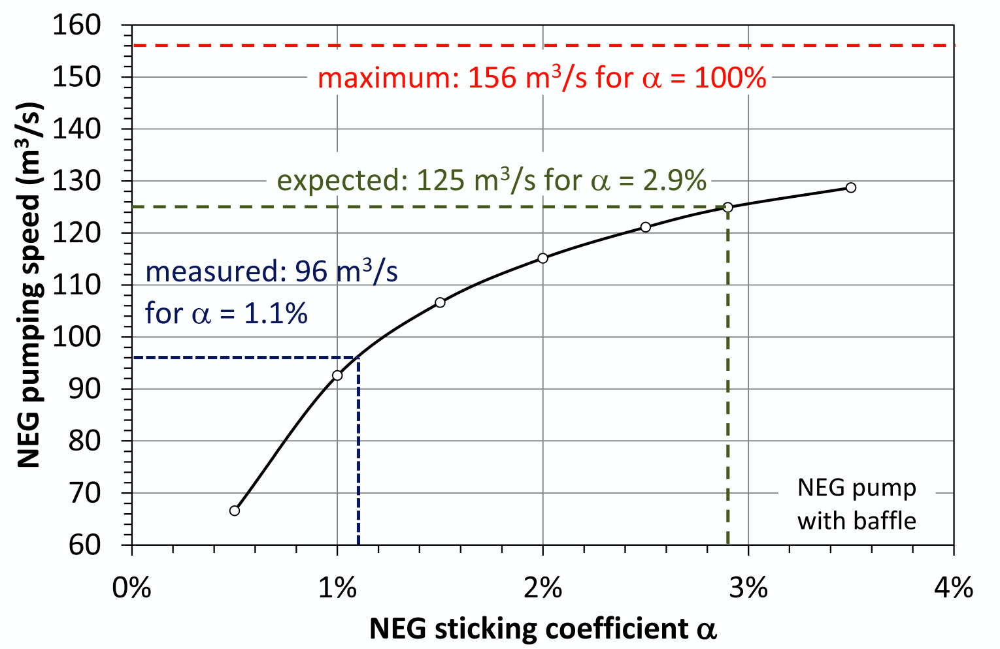 160
150
140
130
120
110
100
90
80
70
60
NEG pumping speed (m³/s)
maximum: 156 m³/s for α = 100%
expected: 125 m³/s for α = 2.9%
measured: 96 m³/s
for α = 1.1%
NEG pump
with baffle
0% 1% 2% 3% 4%
NEG sticking coefficient α